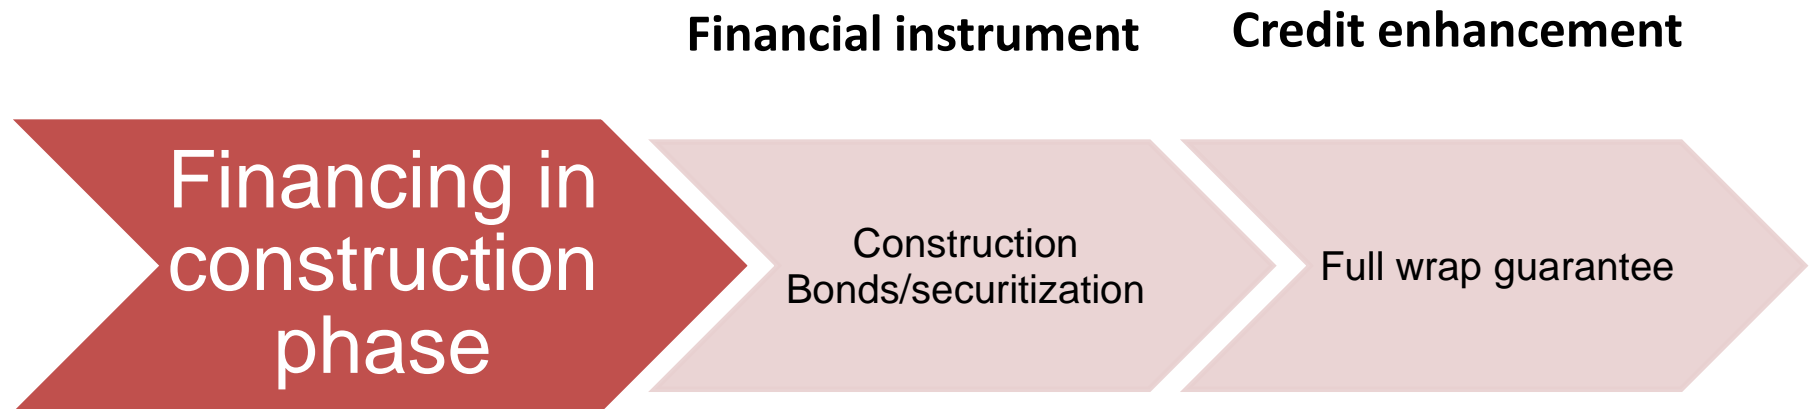 Financial instrument
Credit enhancement
Financing in
construction
phase
Construction
Bonds/securitization
Full wrap guarantee